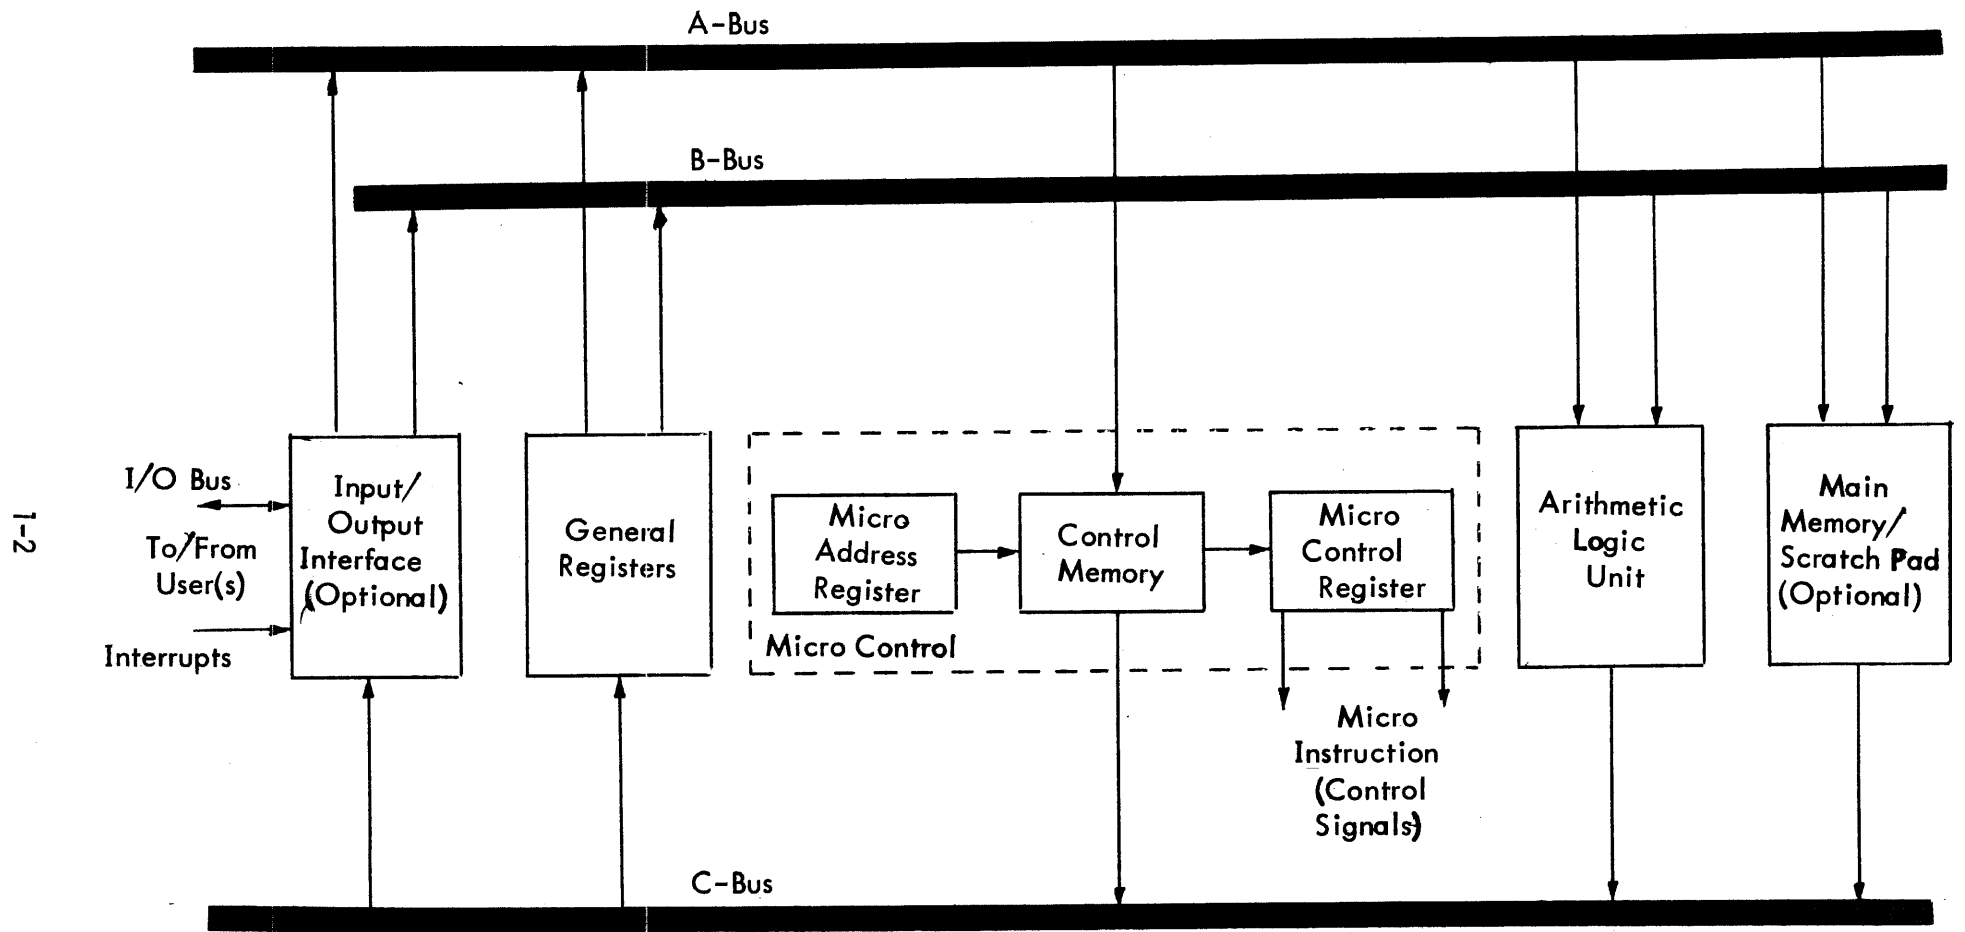 A-Bus
B-Bus
I/O Bus
To/From
User(s)
Interrupts
Input/
Output
Interface
(Optional)
General
Registers
Micro
Address
Register
Control
Memory
Micro
Control
Register
Micro Control
Micro
Instruction
(Control
Signals)
Arithmetic
Logic
Unit
Main
Memory/
Scratch Pad
(Optional)
C-Bus
1-2